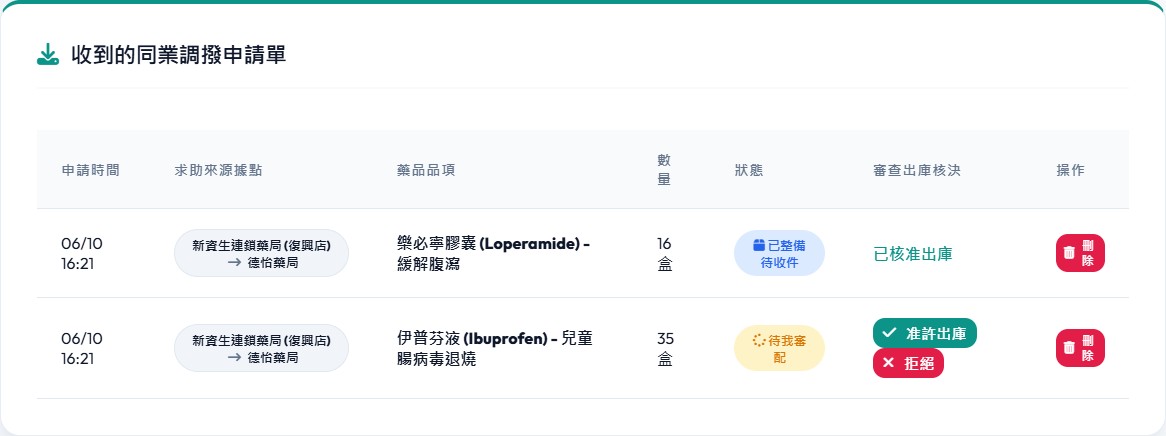 收到的同業調撥申請單
申請時間 求助來源據點 藥品品項 數量 狀態 審查出庫核決 操作
06/10
16:21
新資生連鎖藥局 (復興店)
→ 德怡藥局
樂必寧膠囊 (Loperamide) -
緩解腹瀉
16
盒
已整備
待收件
已核准出庫
刪
除
06/10
16:21
新資生連鎖藥局 (復興店)
→ 德怡藥局
伊普芬液 (Ibuprofen) - 兒童
腸病毒退燒
35
盒
待我審
配
准許出庫
拒絕
刪
除